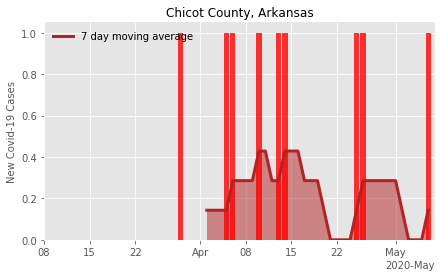 Chicot County, Arkansas
7 day moving average
New Covid-19 Cases
1.0
0.8
0.6
0.4
0.2
0.0
08 15 22 Apr 08 15 22 May
2020-May